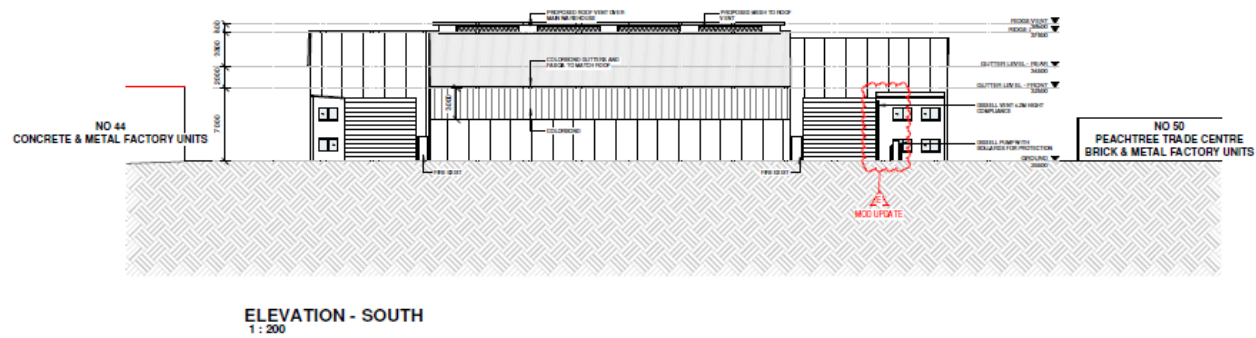 PROPOSED ROOF VENT OVER
MAIN WAREHOUSE
PROPOSED MESH TO ROOF
VENT
RIDGE VENT
RIDGE
GUTTER LEVEL - REAR
GUTTER LEVEL - FRONT
COLORBOND GUTTERS AND
FASCIA TO MATCH ROOF
COLORBOND
7000
NO 44
CONCRETE & METAL FACTORY UNITS
DIESELL VENT 4.2M HIGHT
COMPLIANCE
DIESELL PUMP WITH
BOLLARDS FOR PROTECTION
NO 50
PEACHTREE TRADE CENTRE
BRICK & METAL FACTORY UNITS
GROUND
FIRE EXIT
FIRE EXIT
E
MOD UPDATE
ELEVATION - SOUTH
1 : 200